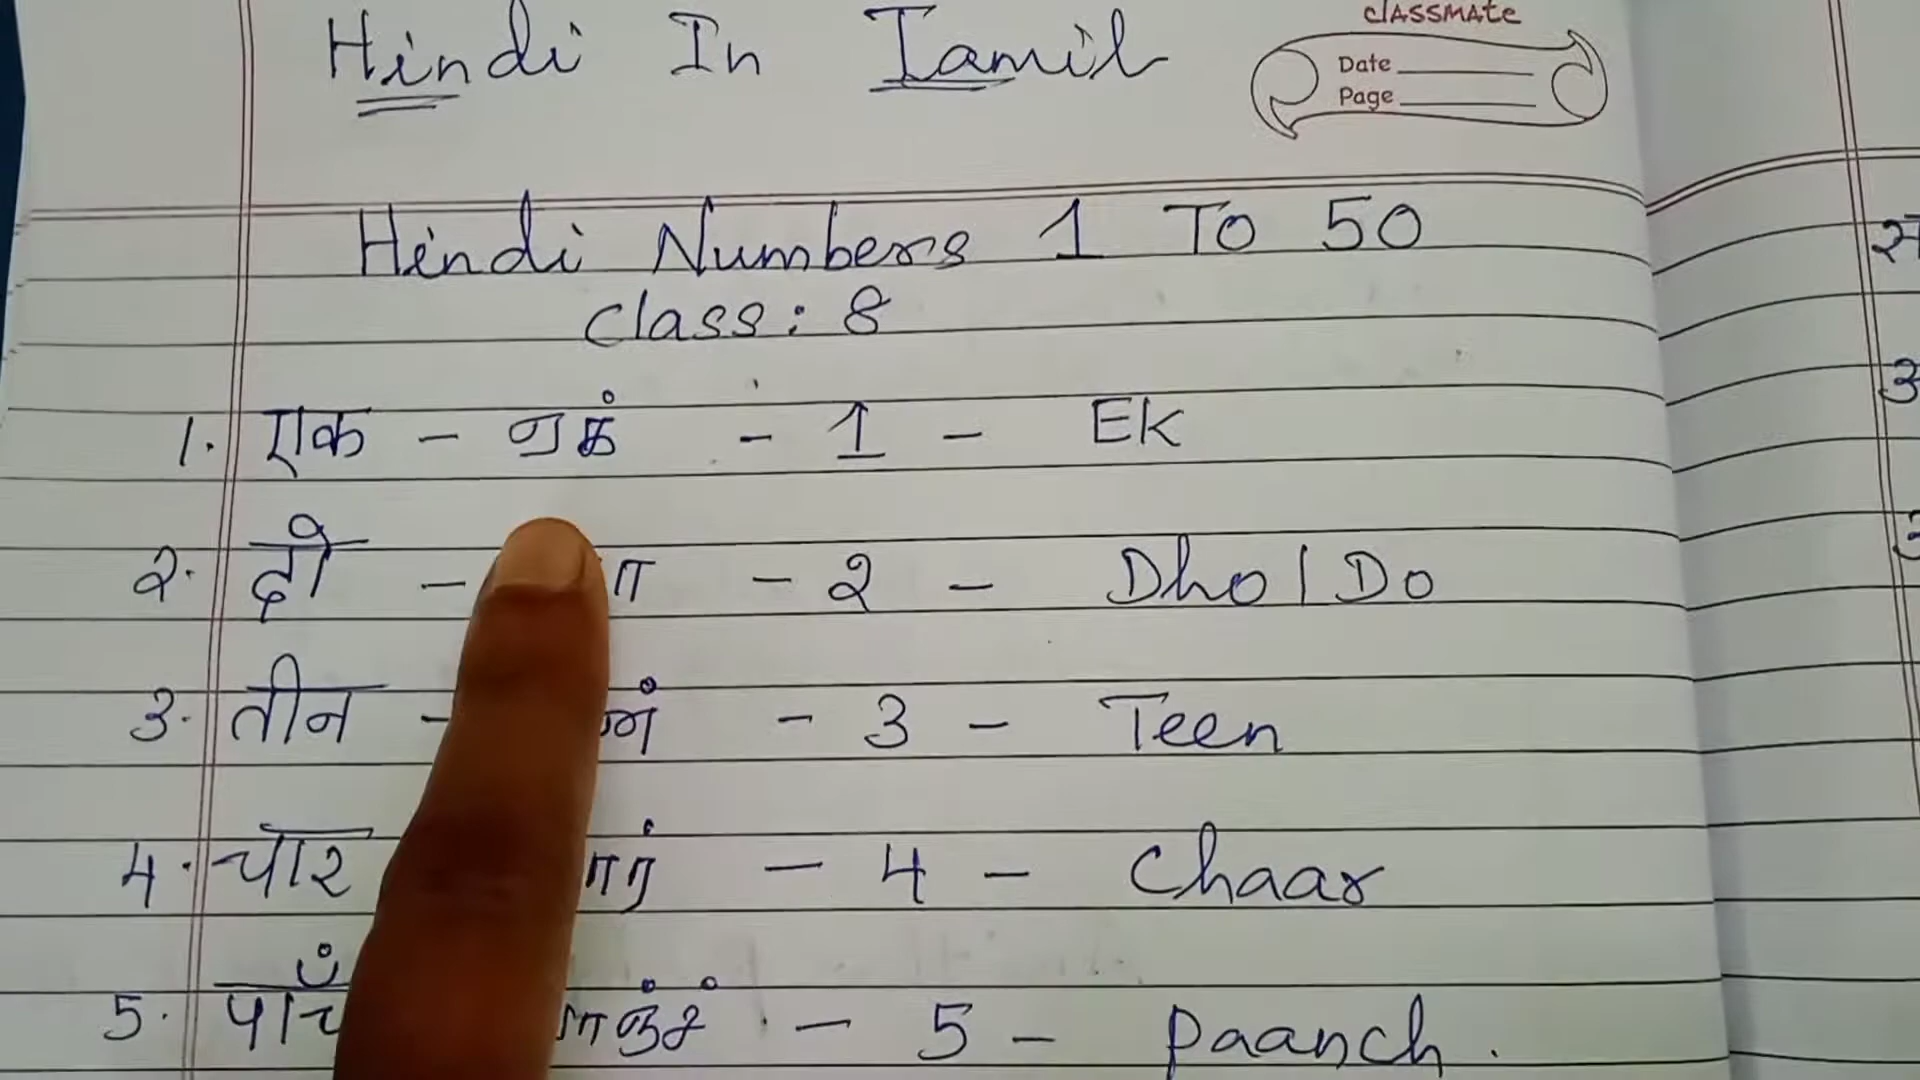 classmate
Hindi In Tamil
Date
Page
Hindi Numbers 1 To 50
Class: 8
1. एक - ஏக் - 1 - Ek
2. दो - - 2 - Dho/Do
3. तीन - - 3 - Teen
4. चार - 4 - Chaar
5. पाँच - 5 - Paanch.